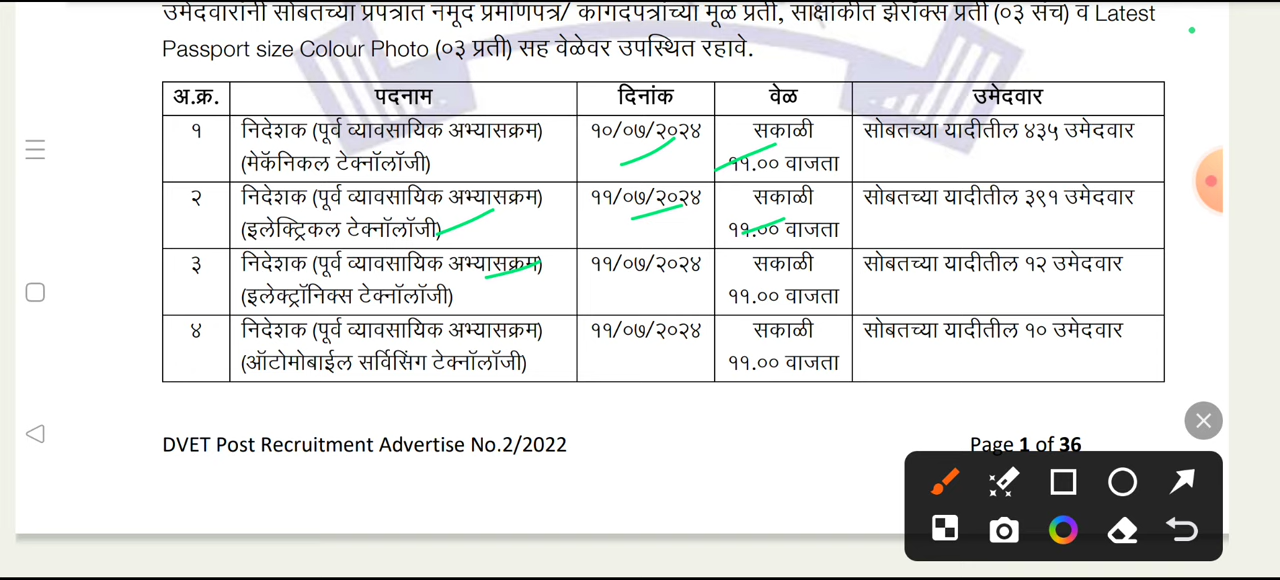 उमेदवारांनी सोबतच्या प्रपत्रात नमूद प्रमाणपत्र/ कागदपत्रांच्या मूळ प्रती, साक्षांकीत झेरॉक्स प्रती (०३ संच) व Latest
Passport size Colour Photo (०३ प्रती) सह वेळेवर उपस्थित रहावे.
अ.क्र. पदनाम दिनांक वेळ उमेदवार
१ निदेशक (पूर्व व्यावसायिक अभ्यासक्रम) १०/०७/२०२४ सकाळी सोबतच्या यादीतील ४३५ उमेदवार
(मेकॅनिकल टेक्नॉलॉजी) ११.०० वाजता
२ निदेशक (पूर्व व्यावसायिक अभ्यासक्रम) ११/०७/२०२४ सकाळी सोबतच्या यादीतील ३९१ उमेदवार
(इलेक्ट्रिकल टेक्नॉलॉजी) ११.०० वाजता
३ निदेशक (पूर्व व्यावसायिक अभ्यासक्रम) ११/०७/२०२४ सकाळी सोबतच्या यादीतील १२ उमेदवार
(इलेक्ट्रॉनिक्स टेक्नॉलॉजी) ११.०० वाजता
४ निदेशक (पूर्व व्यावसायिक अभ्यासक्रम) ११/०७/२०२४ सकाळी सोबतच्या यादीतील १० उमेदवार
(ऑटोमोबाईल सर्विसिंग टेक्नॉलॉजी) ११.०० वाजता
DVET Post Recruitment Advertise No.2/2022 Page 1 of 36